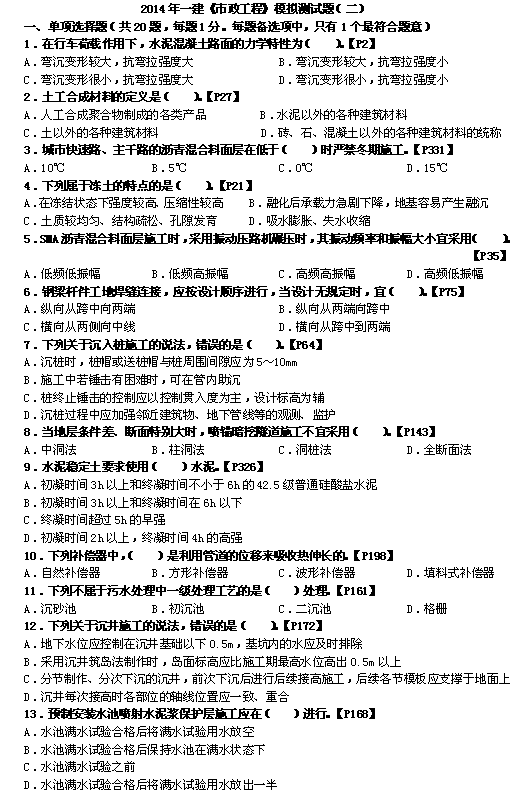 2014年一建《市政工程》模拟测试题（二）
一、单项选择题（共20题，每题1分。每题备选项中，只有1个是符合题意）
1．在行车荷载作用下，水泥混凝土路面的力学特性为（　　）。【P2】
A．弯沉变形较大，抗弯拉强度大　　B．弯沉变形较大，抗弯拉强度小
C．弯沉变形很小，抗弯拉强度大　　D．弯沉变形很小，抗弯拉强度小
2．土工合成材料的定义是（　　）。【P27】
A．人工合成聚合物制成的各类产品　　B．水泥以外的各种建筑材料
C．土以外的各种建筑材料　　D．砖、石、混凝土以外的各种建筑材料的统称
3．城市快速路、主干路的沥青混合料面层在低于（　　）时严禁冬期施工。【P331】
A．10℃　　B．5℃　　C．0℃　　D．15℃
4．下列属于冻土的特点的是（　　）。【P21】
A．在冻结状态下强度较高、压缩性较高　　B．融化后承载力急剧下降，地基容易产生融沉
C．土质较均匀、结构疏松、孔隙发育　　D．吸水膨胀、失水收缩
5．SMA沥青混合料面层施工时，采用振动压路机碾压时，其振动频率和振幅大小宜采用（　　）。
【P35】
A．低频低振幅　　B．低频高振幅　　C．高频高振幅　　D．高频低振幅
6．钢梁杆件工地焊缝连接，应按设计顺序进行，当设计无规定时，宜（　　）。【P75】
A．纵向从跨中向两端　　B．纵向从两端向跨中
C．横向从两侧向中线　　D．横向从跨中到两端
7．下列关于沉入桩施工的说法，错误的是（　　）。【P64】
A．沉桩时，桩帽或送桩帽与桩周围间隙应为5～10mm
B．施工中若锤击有困难时，可在管内助沉
C．桩终止锤击的控制应以控制贯入度为主，设计标高为辅
D．沉桩过程中应加强邻近建筑物、地下管线等的观测、监护
8．当地层条件差、断面特别大时，喷锚暗挖隧道施工不宜采用（　　）。【P143】
A．中洞法　　B．柱洞法　　C．洞桩法　　D．全断面法
9．水泥稳定土要求使用（　　）水泥。【P326】
A．初凝时间3h以上和终凝时间不小于6h的42.5级普通硅酸盐水泥
B．初凝时间3h以上和终凝时间在6h以下
C．终凝时间超过5h的早强
D．初凝时间2h以上，终凝时间4h的高强
10．下列补偿器中，（　　）是利用管道的位移来吸收热伸长的。【P198】
A．自然补偿器　　B．方形补偿器　　C．波形补偿器　　D．填料式补偿器
11．下列不属于污水处理中一级处理工艺的是（　　）处理。【P161】
A．沉砂池　　B．初沉池　　C．二沉池　　D．格栅
12．下列关于沉井施工的说法，错误的是（　　）。【P172】
A．地下水位应控制在沉井基础以下0.5m，基坑内的水应及时排除
B．采用沉井筑岛法制作时，岛面标高应比施工期最高水位高出0.5m以上
C．分节制作、分次下沉的沉井，前次下沉后进行后续接高施工，后续各节模板应支撑于地面上
D．沉井每次接高时各部位的轴线位置应一致、重合
13．预制安装水池喷射水泥浆保护层施工应在（　　）进行。【P168】
A．水池满水试验合格后将满水试验用水放空
B．水池满水试验合格后保持水池在满水状态下
C．水池满水试验之前
D．水池满水试验合格后将满水试验用水放出一半